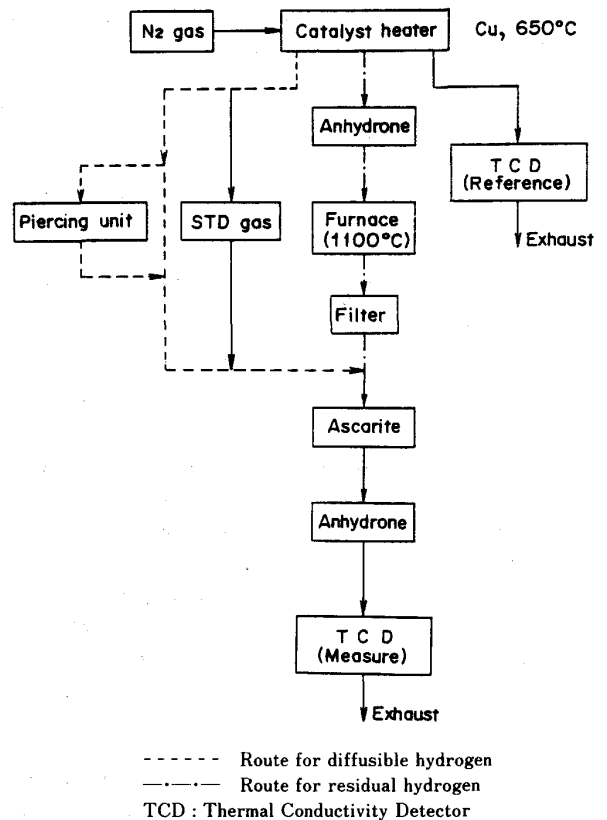 N2 gas
Catalyst heater
Cu, 650°C
Anhydrone
T C D
(Reference)
Piercing unit
STD gas
Furnace
(1100°C)
Exhaust
Filter
Ascarite
Anhydrone
T C D
(Measure)
Exhaust
Route for diffusible hydrogen
Route for residual hydrogen
TCD : Thermal Conductivity Detector